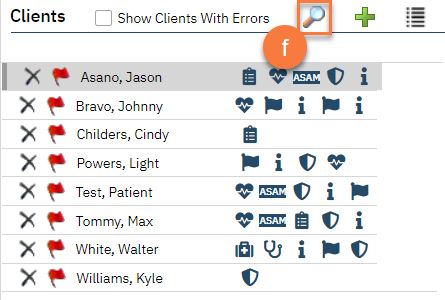 Clients Show Clients With Errors
f
Asano, Jason ASAM i
Bravo, Johnny i i
Childers, Cindy
Powers, Light i
Test, Patient ASAM i
Tommy, Max ASAM i
White, Walter i
Williams, Kyle